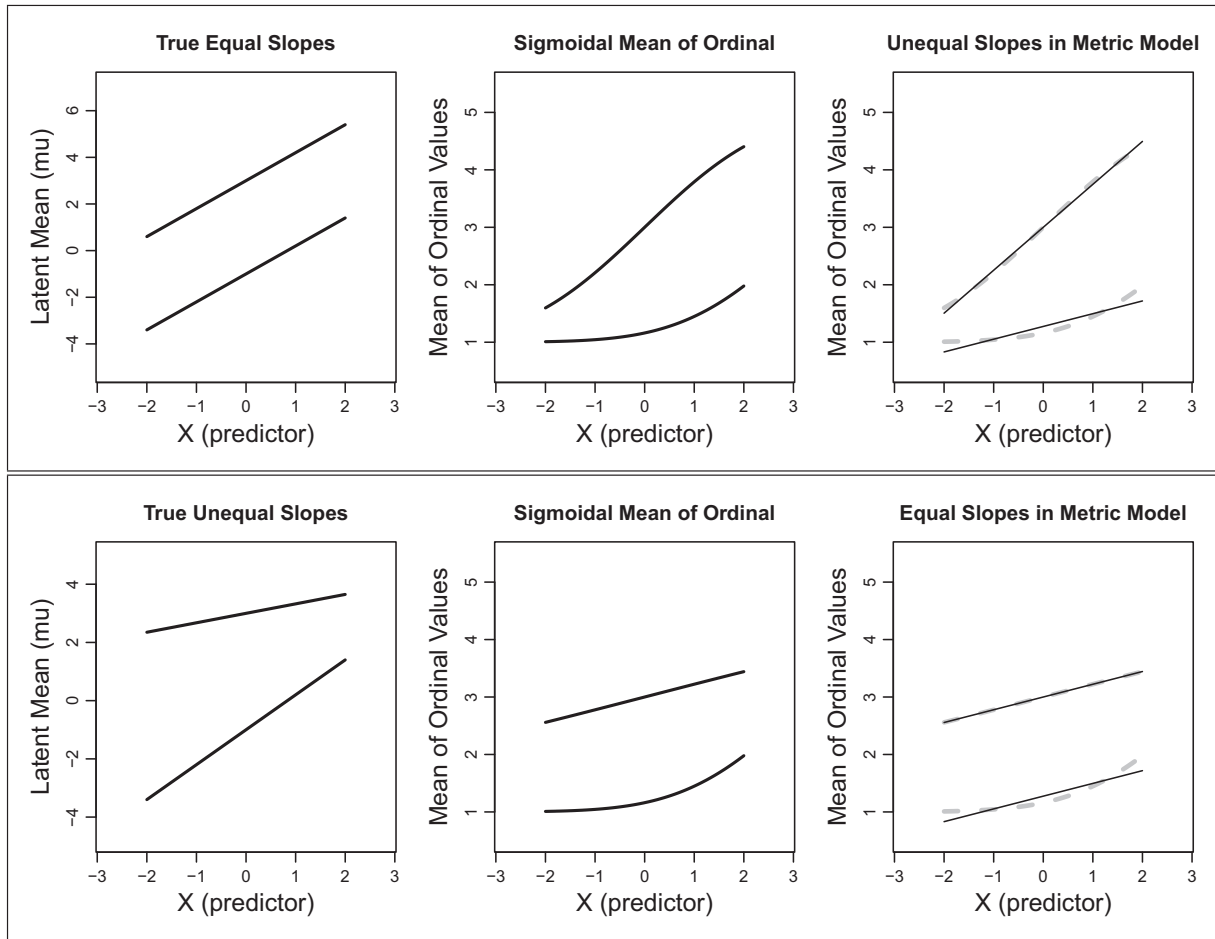 True Equal Slopes
Latent Mean (mu)
6
4
2
0
−2
−4
−3 −2 −1 0 1 2 3
X (predictor)
Sigmoidal Mean of Ordinal
Mean of Ordinal Values
5
4
3
2
1
−3 −2 −1 0 1 2 3
X (predictor)
Unequal Slopes in Metric Model
Mean of Ordinal Values
5
4
3
2
1
−3 −2 −1 0 1 2 3
X (predictor)
True Unequal Slopes
Latent Mean (mu)
4
2
0
−2
−4
−3 −2 −1 0 1 2 3
X (predictor)
Sigmoidal Mean of Ordinal
Mean of Ordinal Values
5
4
3
2
1
−3 −2 −1 0 1 2 3
X (predictor)
Equal Slopes in Metric Model
Mean of Ordinal Values
5
4
3
2
1
−3 −2 −1 0 1 2 3
X (predictor)